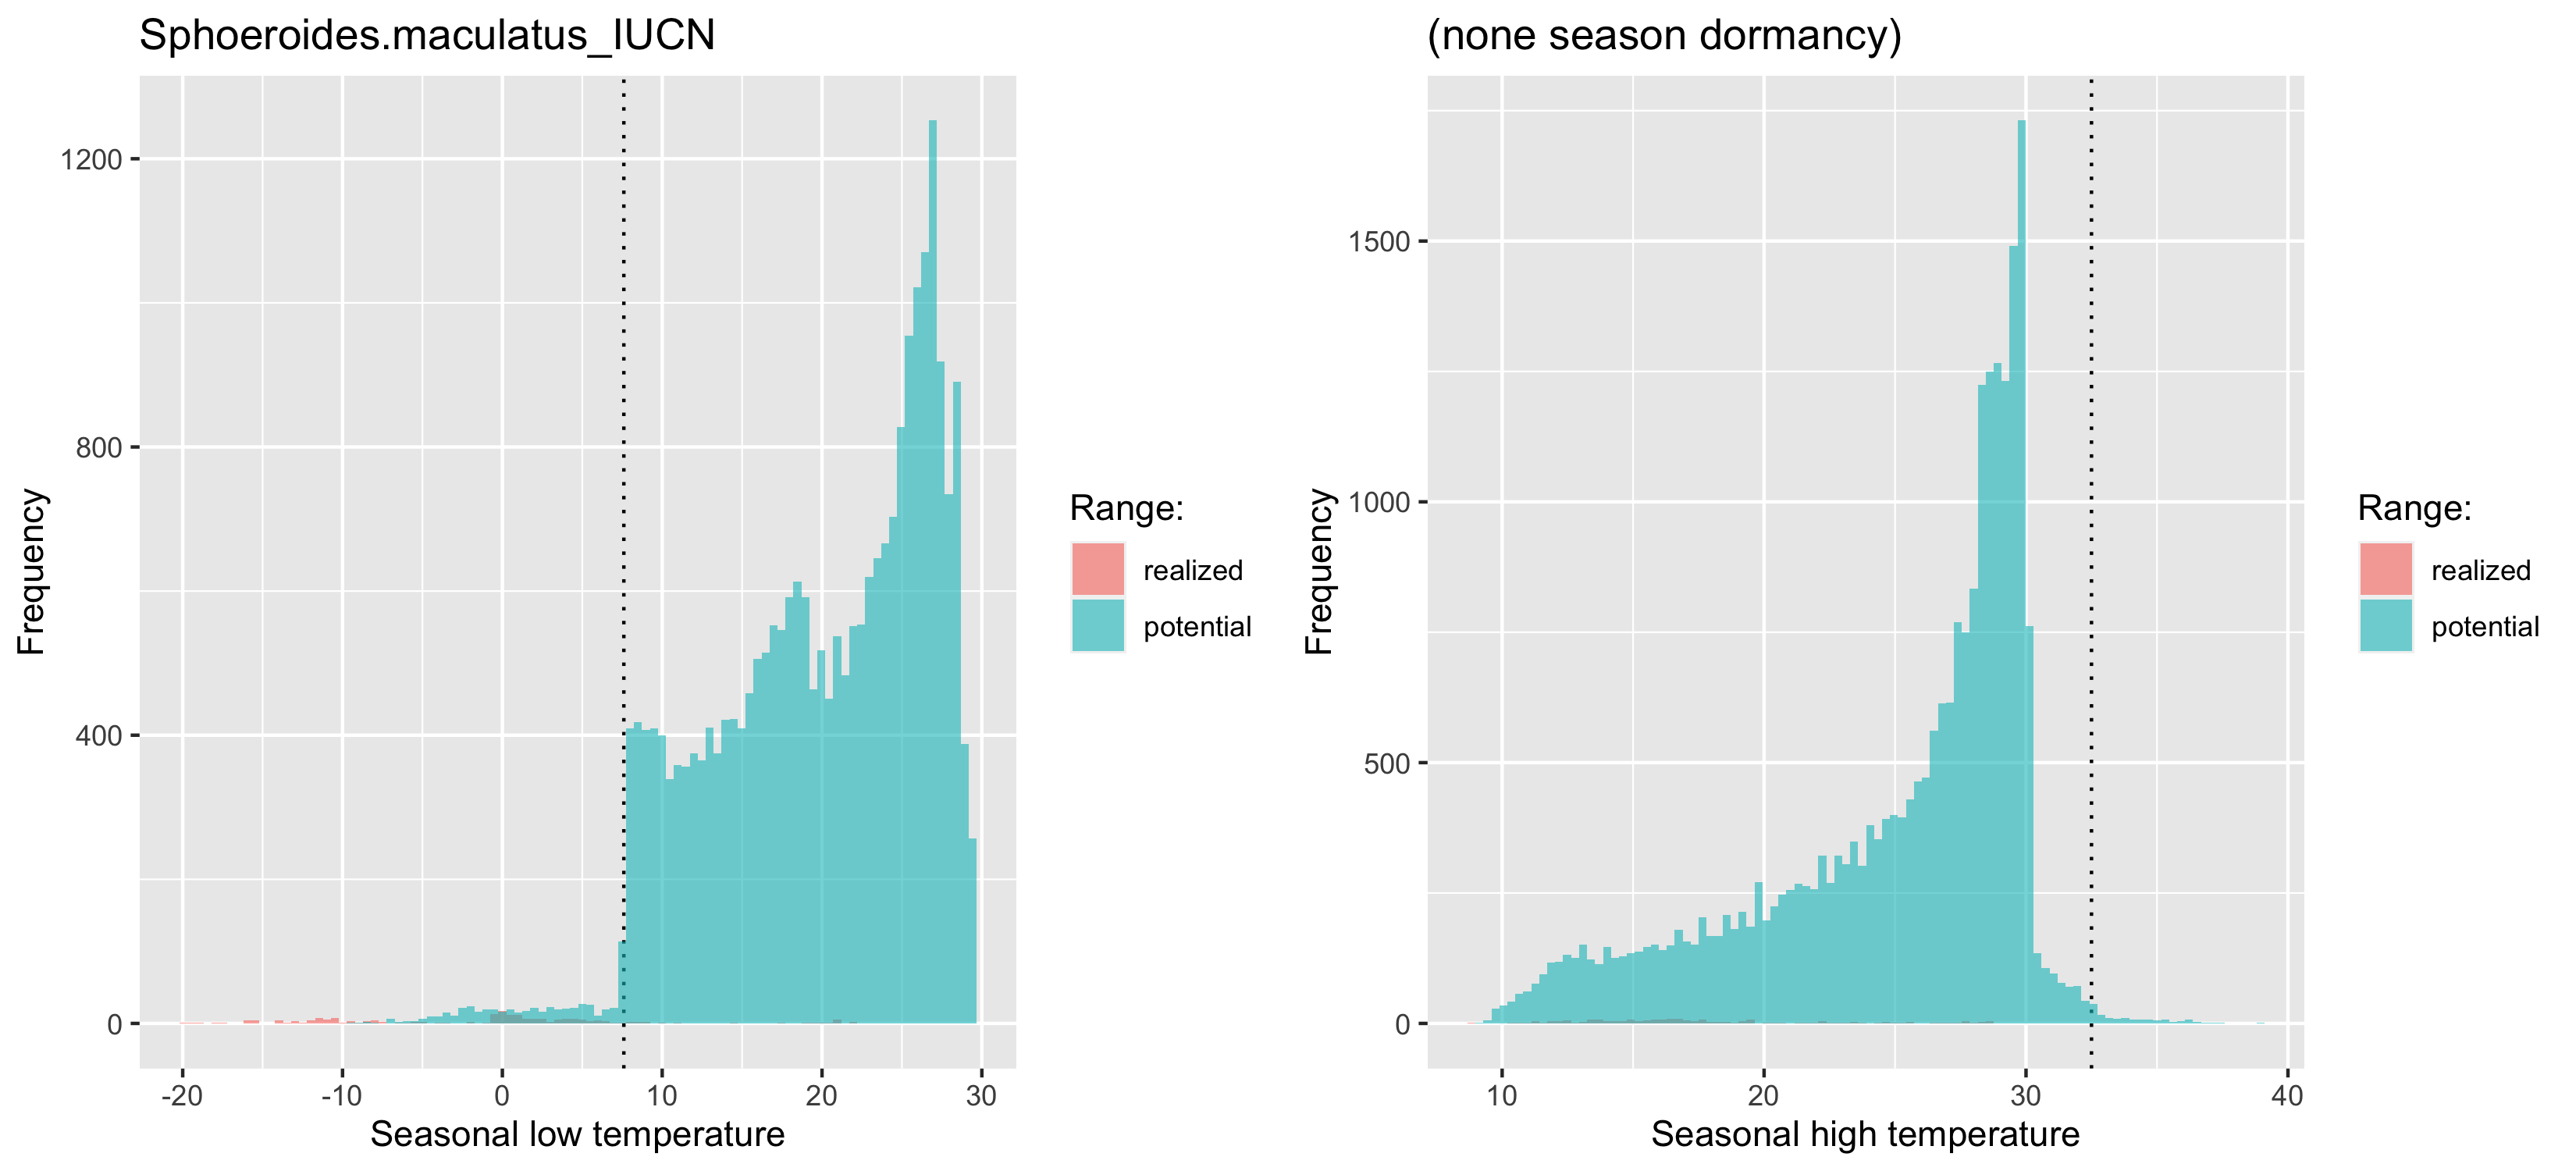 Sphoeroides.maculatus_IUCN
Frequency
1200
800
400
0
-20 -10 0 10 20 30
Seasonal low temperature
Range:
realized
potential
(none season dormancy)
Frequency
1500
1000
500
0
10 20 30 40
Seasonal high temperature
Range:
realized
potential